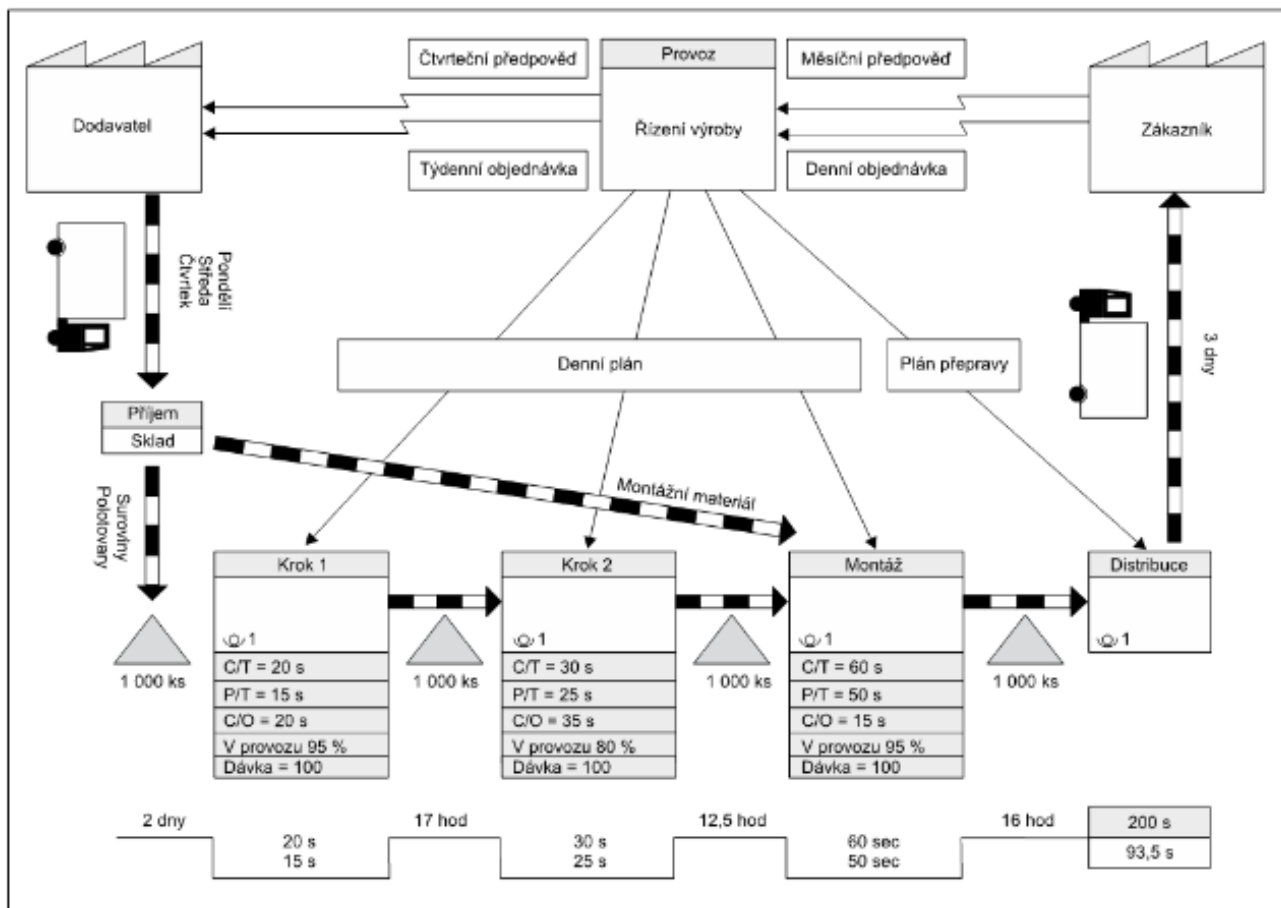 Čtvrteční předpověď
Provoz
Měsíční předpověď
Dodavatel
Řízení výroby
Zákazník
Týdenní objednávka
Denní objednávka
Pondělí
Středa
Čtvrtek
3 dny
Denní plán
Plán přepravy
Příjem
Sklad
Montážní materiál
Suroviny
Polotovary
Krok 1
Krok 2
Montáž
Distribuce
1
1
1
1
1 000 ks
1 000 ks
1 000 ks
1 000 ks
C/T = 20 s
P/T = 15 s
C/O = 20 s
V provozu 95 %
Dávka = 100
C/T = 30 s
P/T = 25 s
C/O = 35 s
V provozu 80 %
Dávka = 100
C/T = 60 s
P/T = 50 s
C/O = 15 s
V provozu 95 %
Dávka = 100
2 dny
20 s
15 s
17 hod
30 s
25 s
12,5 hod
60 sec
50 sec
16 hod
200 s
93,5 s